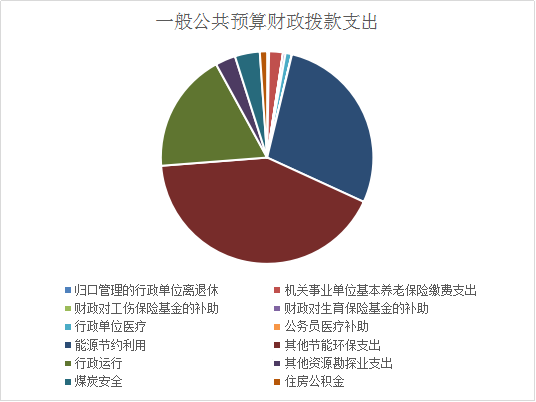 一般公共预算财政拨款支出
归口管理的行政单位离退休
机关事业单位基本养老保险缴费支出
财政对工伤保险基金的补助
财政对生育保险基金的补助
行政单位医疗
公务员医疗补助
能源节约利用
其他节能环保支出
行政运行
其他资源勘探业支出
煤炭安全
住房公积金